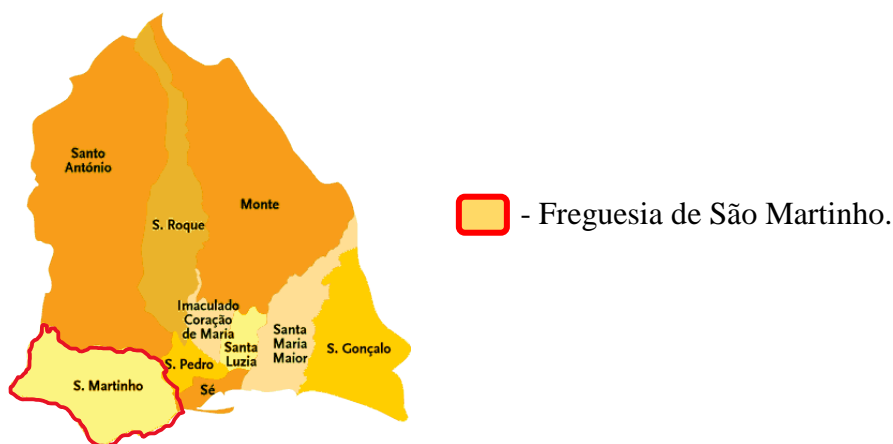 Santo
António
Monte
S. Roque
Imaculado
Coração
de Maria
Santa
Luzia
Santa
Maria
Maior
S. Gonçalo
S. Pedro
Sé
S. Martinho
- Freguesia de São Martinho.